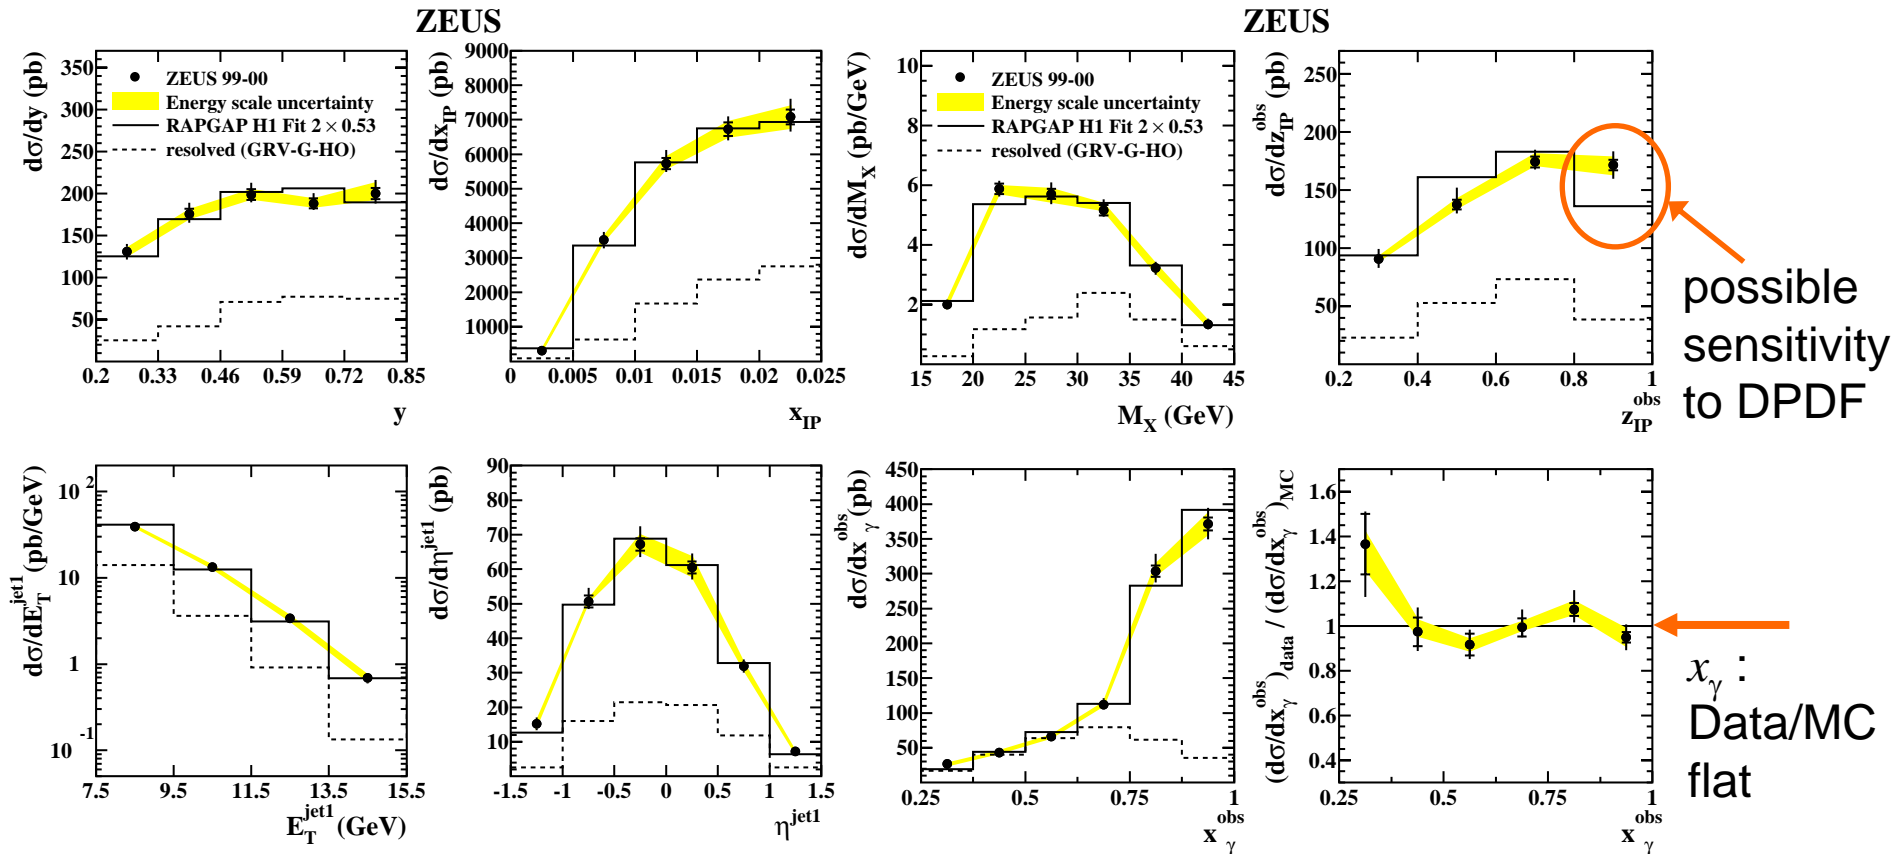 ZEUS
ZEUS
dσ/dy (pb)
350
300
250
200
150
100
50
ZEUS 99-00
Energy scale uncertainty
RAPGAP H1 Fit 2 × 0.53
resolved (GRV-G-HO)
0.2 0.33 0.46 0.59 0.72 0.85
y
dσ/dx_IP (pb)
9000
8000
7000
6000
5000
4000
3000
2000
1000
0 0.005 0.01 0.015 0.02 0.025
x_IP
dσ/dM_X (pb/GeV)
10
8
6
4
2
ZEUS 99-00
Energy scale uncertainty
RAPGAP H1 Fit 2 × 0.53
resolved (GRV-G-HO)
15 20 25 30 35 40 45
M_X (GeV)
dσ/dz_IP^obs (pb)
250
200
150
100
50
0.2 0.4 0.6 0.8 1
z_IP^obs
possible
sensitivity
to DPDF
dσ/dE_T^jet1 (pb/GeV)
10^2
10
1
10^-1
7.5 9.5 11.5 13.5 15.5
E_T^jet1 (GeV)
dσ/dη^jet1 (pb)
90
80
70
60
50
40
30
20
10
-1.5 -1 -0.5 0 0.5 1 1.5
η^jet1
dσ/dx_γ^obs (pb)
450
400
350
300
250
200
150
100
50
0.25 0.5 0.75 1
x_γ^obs
(dσ/dx_γ^obs)_data / (dσ/dx_γ^obs)_MC
1.6
1.4
1.2
1
0.8
0.6
0.4
0.25 0.5 0.75 1
x_γ^obs
x_γ :
Data/MC
flat